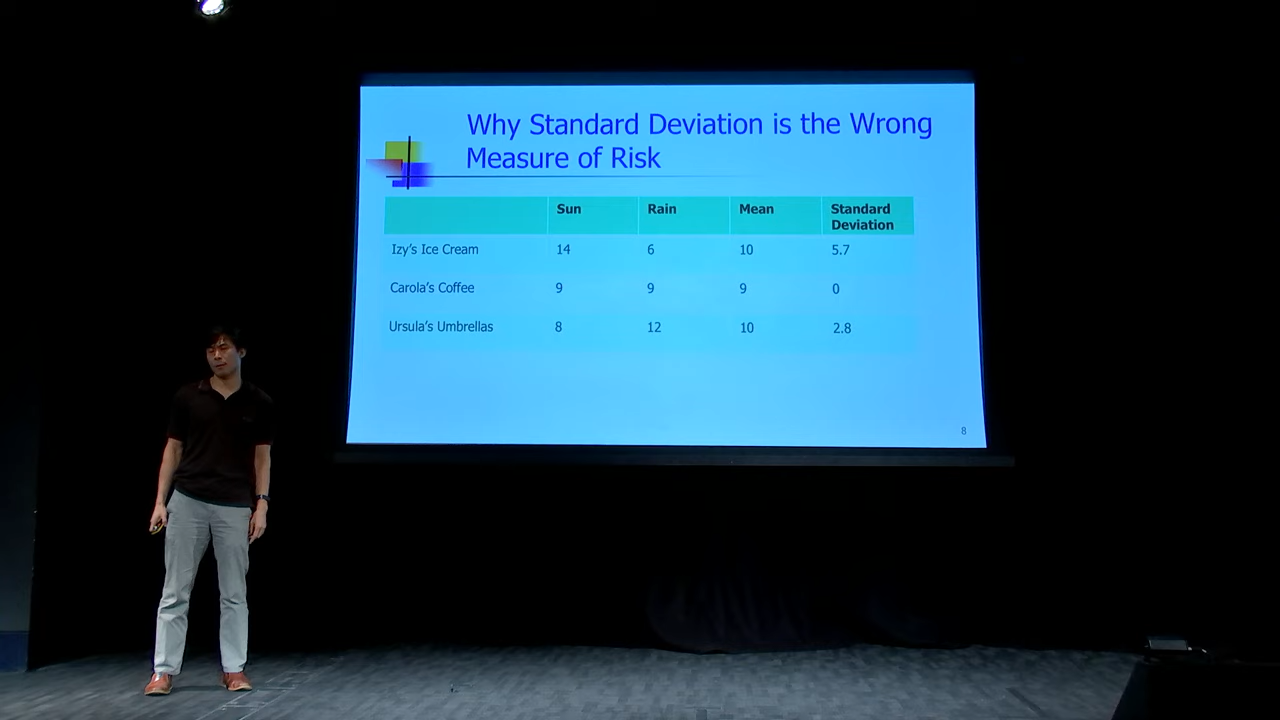 Why Standard Deviation is the Wrong
Measure of Risk
Sun Rain Mean Standard
Deviation
Izy's Ice Cream 14 6 10 5.7
Carola's Coffee 9 9 9 0
Ursula's Umbrellas 8 12 10 2.8
8